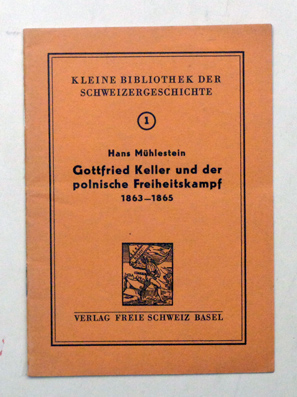 KLEINE BIBLIOTHEK DER
SCHWEIZERGESCHICHTE
1
Hans Mühlestein
Gottfried Keller und der
polnische Freiheitskampf
1863—1865
VERLAG FREIE SCHWEIZ BASEL